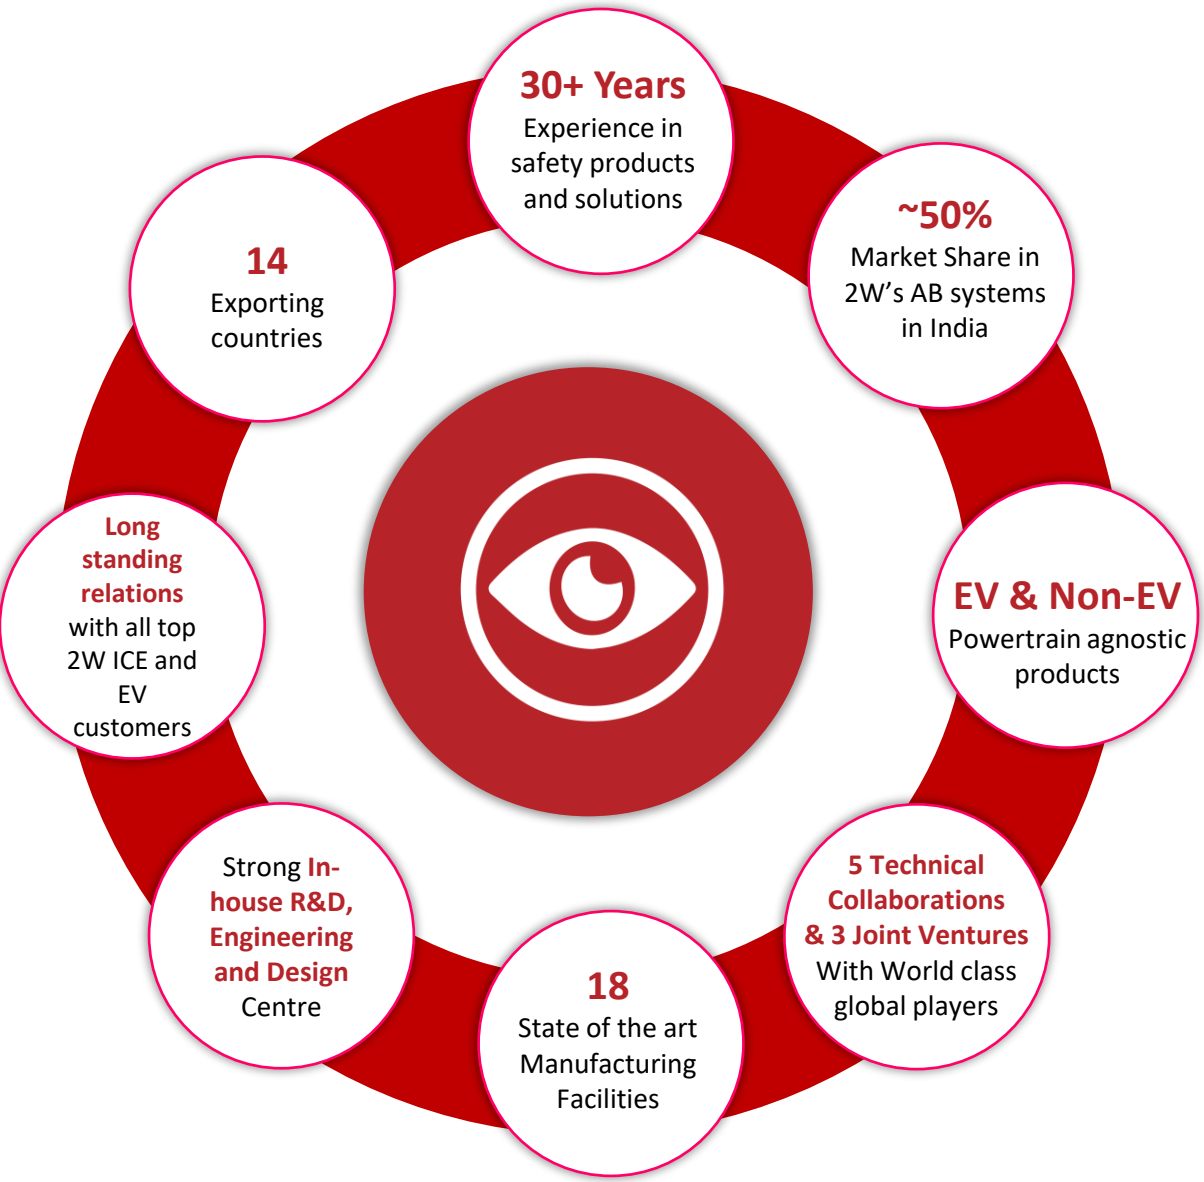 30+ Years
Experience in
safety products
and solutions
~50%
Market Share in
2W’s AB systems
in India
EV & Non-EV
Powertrain agnostic
products
5 Technical
Collaborations
& 3 Joint Ventures
With World class
global players
18
State of the art
Manufacturing
Facilities
Strong In-
house R&D,
Engineering
and Design
Centre
Long
standing
relations
with all top
2W ICE and
EV
customers
14
Exporting
countries